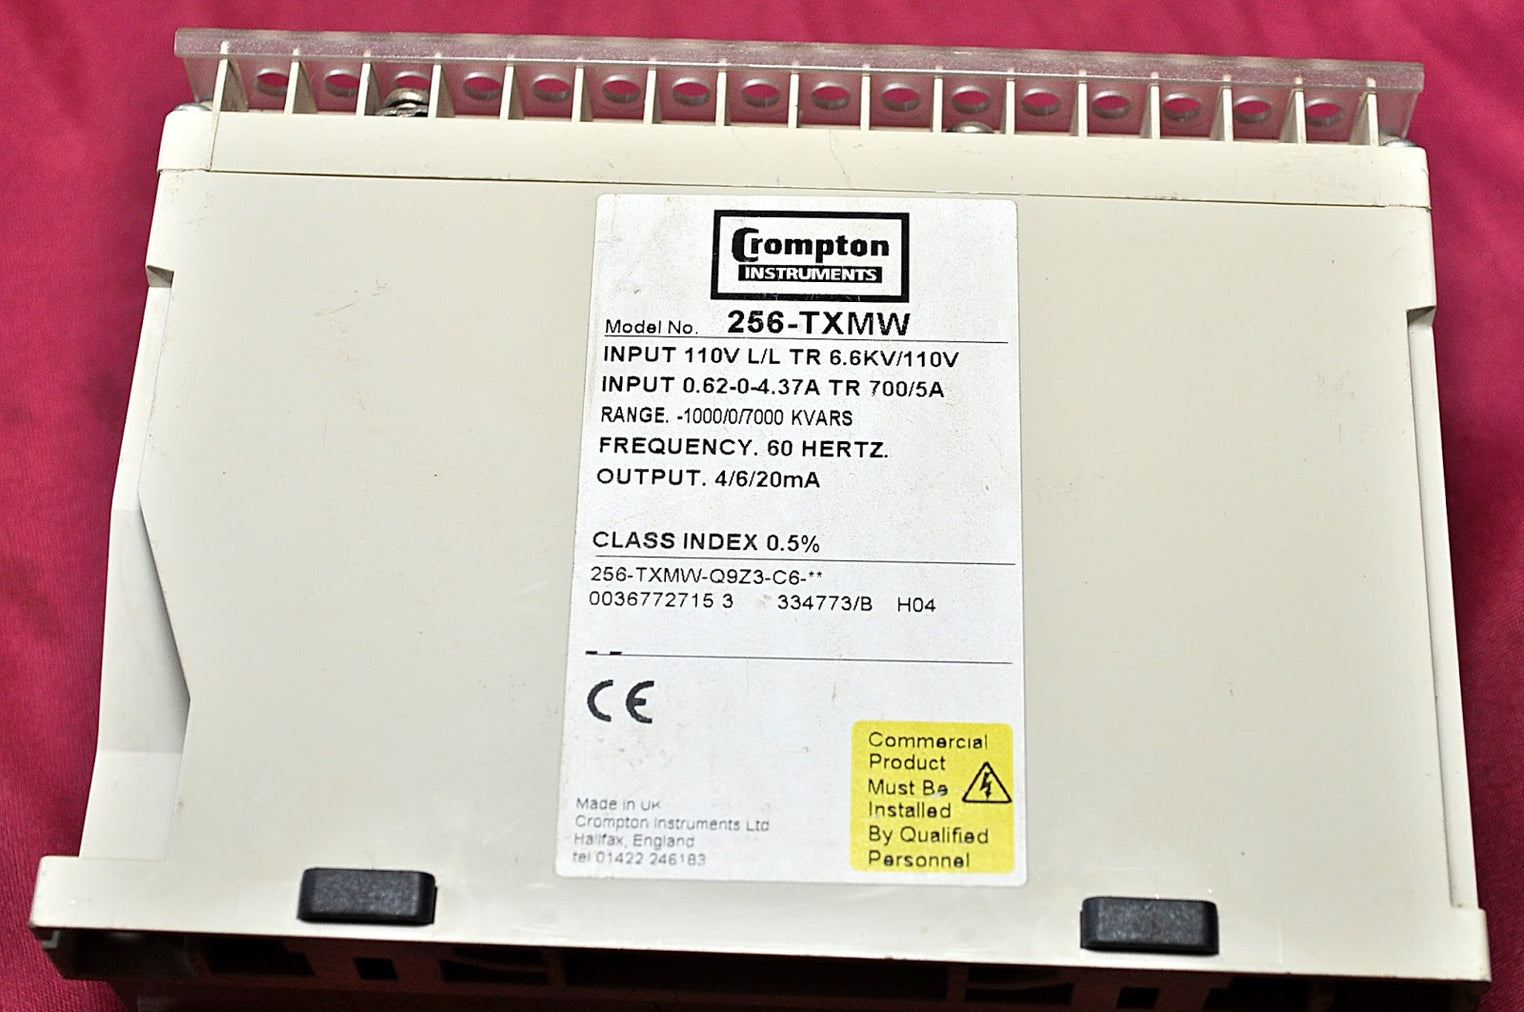 Crompton
INSTRUMENTS
Model No. 256-TXMW
INPUT 110V L/L TR 6.6KV/110V
INPUT 0.62-0-4.37A TR 700/5A
RANGE. -1000/0/7000 KVARS
FREQUENCY. 60 HERTZ.
OUTPUT. 4/6/20mA
CLASS INDEX 0.5%
256-TXMW-Q9Z3-C6-**
0036772715 3 334773/B H04
CE
Commercial
Product
Must Be
Installed
By Qualified
Personnel
Made in UK
Crompton Instruments Ltd
Halifax, England
tel 01422 246183